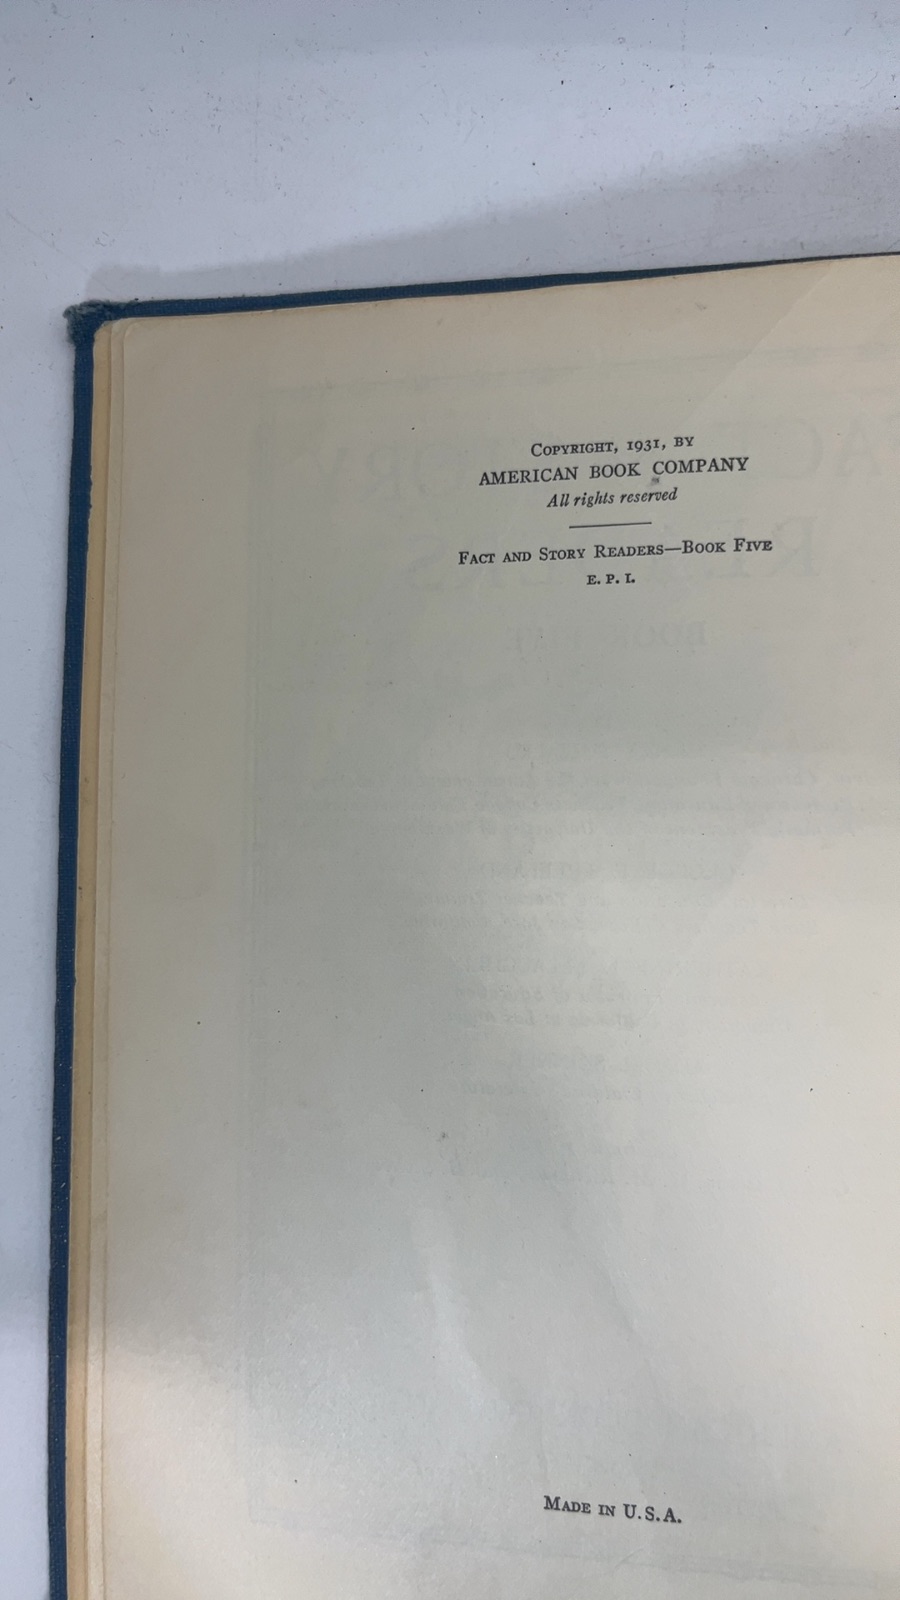 COPYRIGHT, 1931, BY
AMERICAN BOOK COMPANY
All rights reserved
FACT AND STORY READERS—BOOK FIVE
E. P. I.
MADE IN U.S.A.